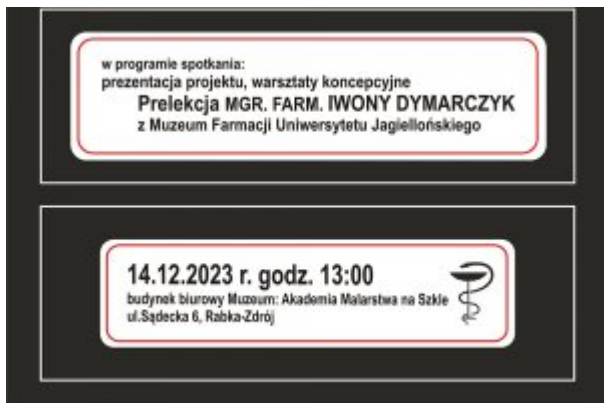 w programie spotkania:
prezentacja projektu, warsztaty koncepcyjne
Prelekcja MGR. FARM. IWONY DYMARCZYK
z Muzeum Farmacji Uniwersytetu Jagiellońskiego
14.12.2023 r. godz. 13:00
budynek biurowy Muzeum: Akademia Malarstwa na Szkle
ul.Sądecka 6, Rabka-Zdrój